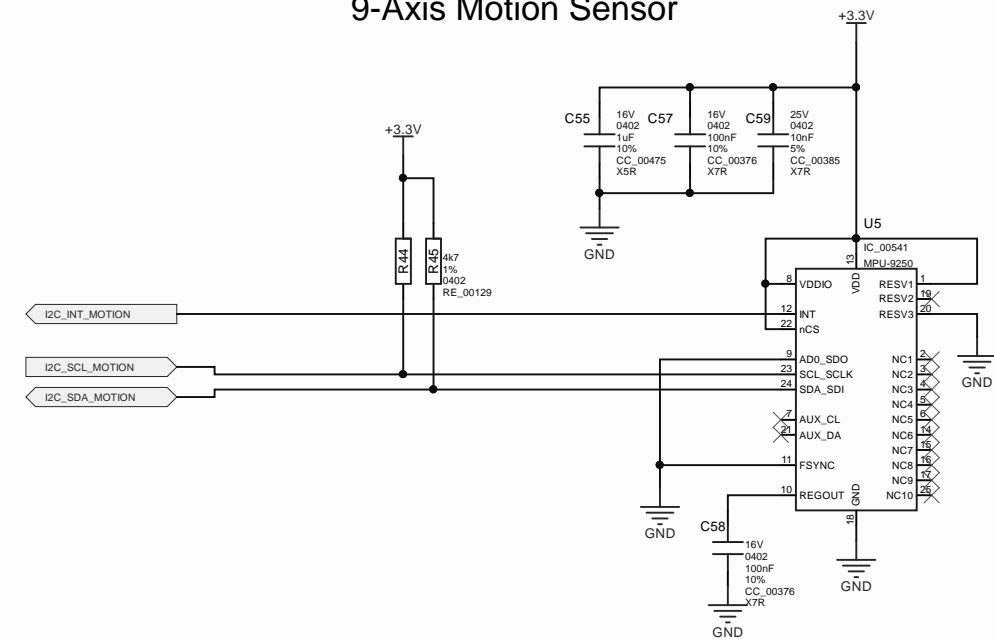 9-Axis Motion Sensor
+3.3V
C55
16V
0402
1uF
10%
CC_00475
X5R
C57
16V
0402
100nF
10%
CC_00376
X7R
C59
25V
0402
10nF
5%
CC_00385
X7R
GND
+3.3V
R44
R45
4k7
1%
0402
RE_00129
I2C_INT_MOTION
I2C_SCL_MOTION
I2C_SDA_MOTION
U5
IC_00541
MPU-9250
13
VDD
8 VDDIO
12 INT
22 nCS
9 AD0_SDO
23 SCL_SCLK
24 SDA_SDI
7 AUX_CL
21 AUX_DA
11 FSYNC
10 REGOUT
RESV1 1
RESV2 19
RESV3 20
NC1 2
NC2 3
NC3 4
NC4 5
NC5 6
NC6 14
NC7 15
NC8 16
NC9 17
NC10 25
GND
18
GND
GND
GND
C58
16V
0402
100nF
10%
CC_00376
X7R
GND